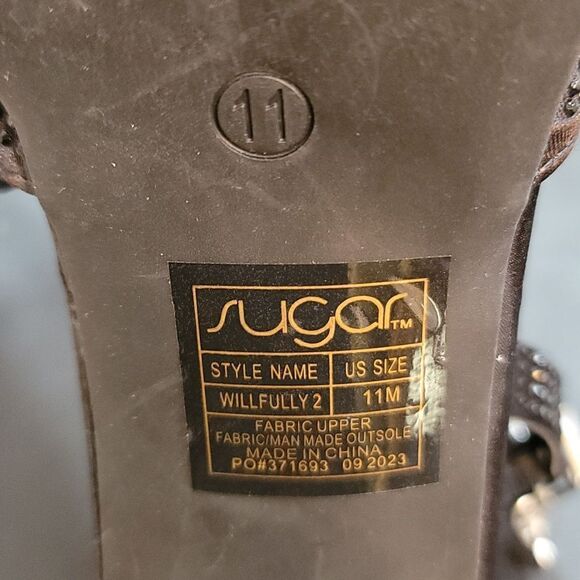 11
sugar™
STYLE NAME US SIZE
WILLFULLY 2 11M
FABRIC UPPER
FABRIC/MAN MADE OUTSOLE
MADE IN CHINA
PO#371693 09 2023